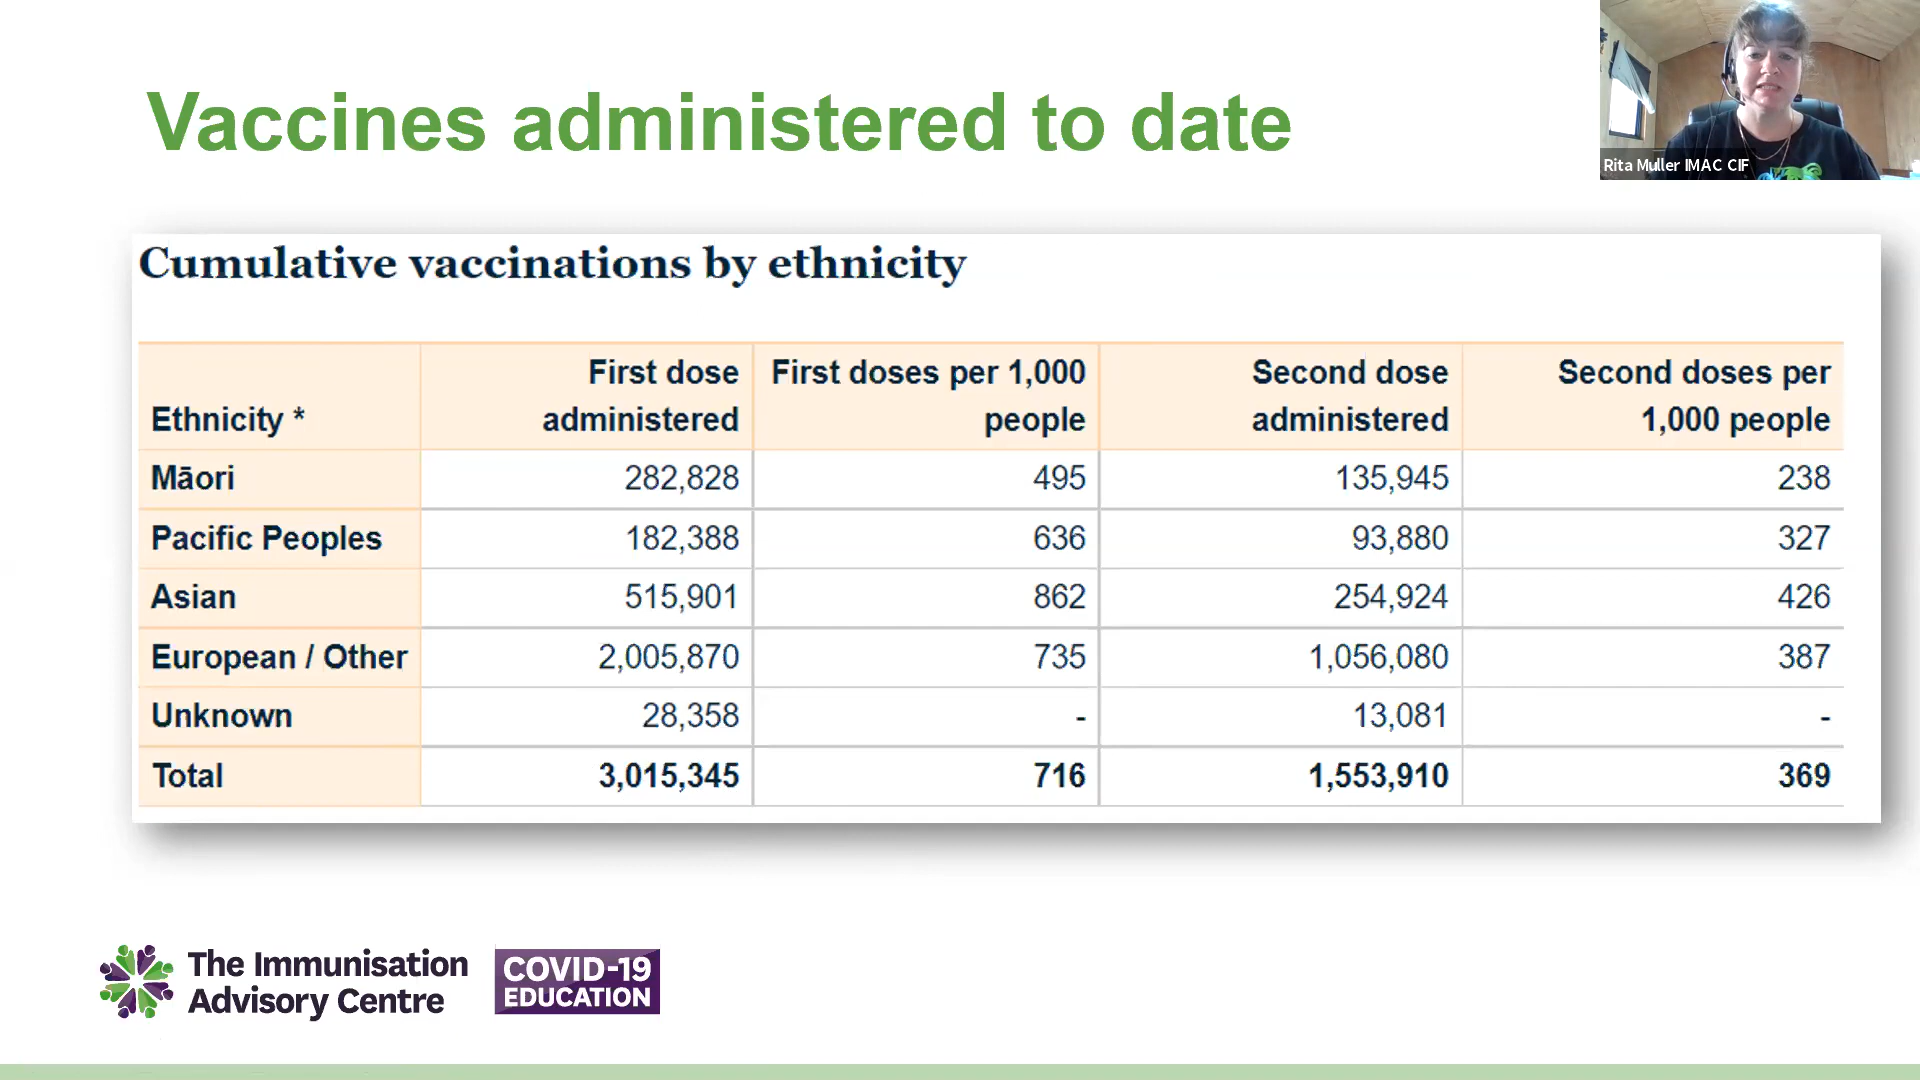 Vaccines administered to date
Rita Muller IMAC CIF
Cumulative vaccinations by ethnicity
Ethnicity * First dose administered First doses per 1,000 people Second dose administered Second doses per 1,000 people
Māori 282,828 495 135,945 238
Pacific Peoples 182,388 636 93,880 327
Asian 515,901 862 254,924 426
European / Other 2,005,870 735 1,056,080 387
Unknown 28,358 - 13,081 -
Total 3,015,345 716 1,553,910 369
The Immunisation
Advisory Centre
COVID-19
EDUCATION